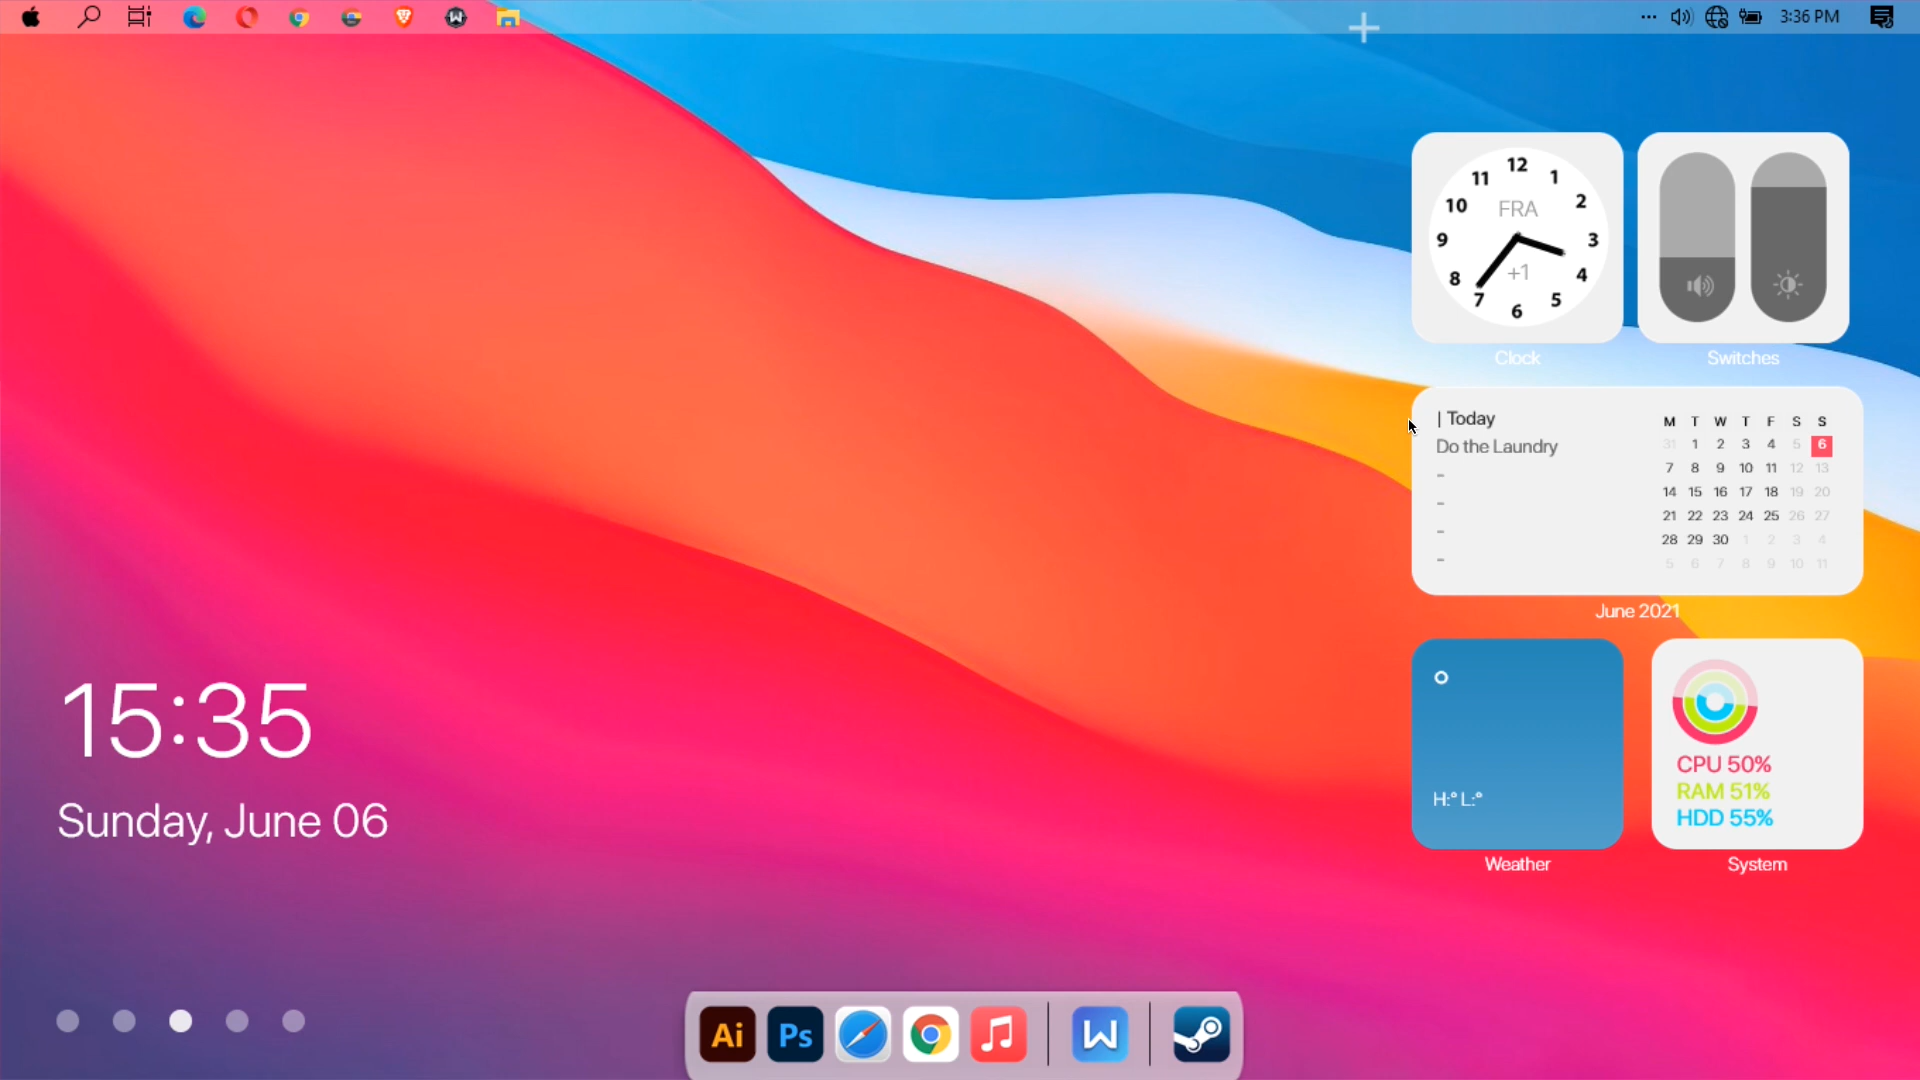 3:36 PM
12
11 1
10 FRA 2
9 3
8 +1 4
7 5
6
Clock
Switches
| Today
Do the Laundry
-
-
-
-
M T W T F S S
31 1 2 3 4 5 6
7 8 9 10 11 12 13
14 15 16 17 18 19 20
21 22 23 24 25 26 27
28 29 30 1 2 3 4
5 6 7 8 9 10 11
June 2021
H:° L:°
Weather
CPU 50%
RAM 51%
HDD 55%
System
15:35
Sunday, June 06
Ai Ps